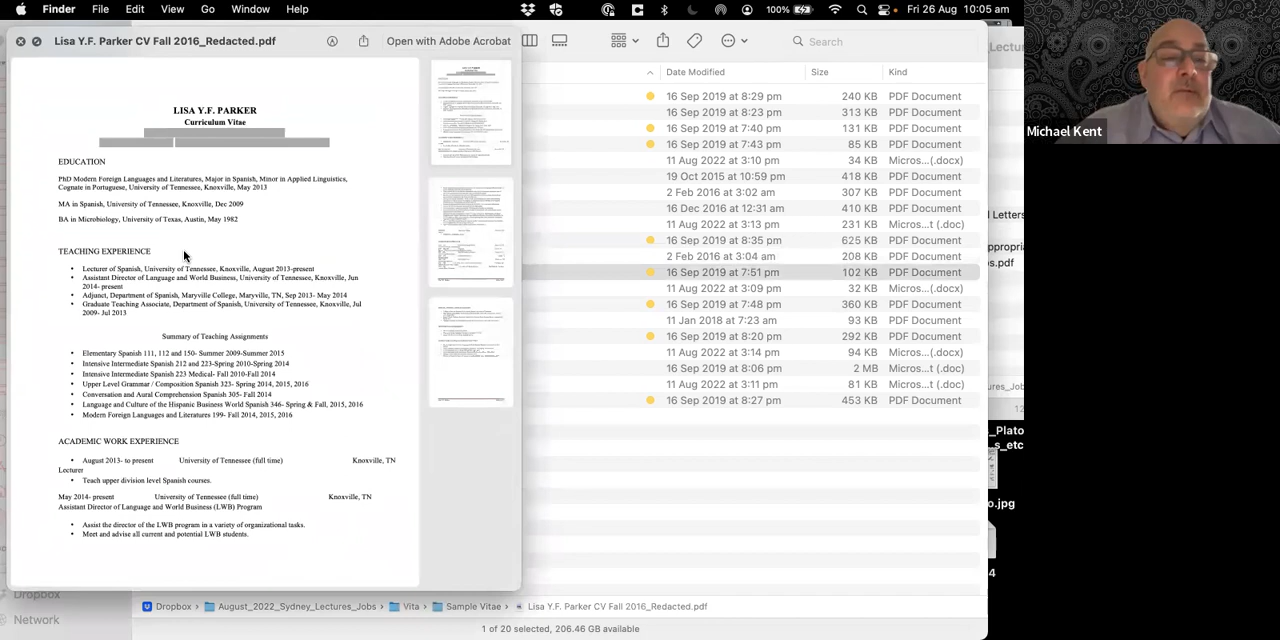 Finder File Edit View Go Window Help
100% Fri 26 Aug 10:05 am
Lisa Y.F. Parker CV Fall 2016_Redacted.pdf
Open with Adobe Acrobat
Search
LISA Y.F. PARKER
Curriculum Vitae
EDUCATION
PhD Modern Foreign Languages and Literatures, Major in Spanish, Minor in Applied Linguistics,
Cognate in Portuguese, University of Tennessee, Knoxville, May 2013
MA in Spanish, University of Tennessee, Knoxville, Dec 2009
BA in Microbiology, University of Texas, Austin, May 1982
TEACHING EXPERIENCE
• Lecturer of Spanish, University of Tennessee, Knoxville, August 2013-present
• Assistant Director of Language and World Business, University of Tennessee, Knoxville, Jun
2014- present
• Adjunct, Department of Spanish, Maryville College, Maryville, TN, Sep 2013- May 2014
• Graduate Teaching Associate, Department of Spanish, University of Tennessee, Knoxville, Jul
2009- Jul 2013
Summary of Teaching Assignments
• Elementary Spanish 111, 112 and 150- Summer 2009-Summer 2015
• Intensive Intermediate Spanish 212 and 223-Spring 2010-Spring 2014
• Intensive Intermediate Spanish 223 Medical- Fall 2010-Fall 2014
• Upper Level Grammar / Composition Spanish 323- Spring 2014, 2015, 2016
• Conversation and Aural Comprehension Spanish 305- Fall 2014
• Language and Culture of the Hispanic Business World Spanish 346- Spring & Fall, 2015, 2016
• Modern Foreign Languages and Literatures 199- Fall 2014, 2015, 2016
ACADEMIC WORK EXPERIENCE
• August 2013- to present University of Tennessee (full time) Knoxville, TN
Lecturer
• Teach upper division level Spanish courses.
May 2014- present University of Tennessee (full time) Knoxville, TN
Assistant Director of Language and World Business (LWB) Program
• Assist the director of the LWB program in a variety of organizational tasks.
• Meet and advise all current and potential LWB students.
Date Modified Size Kind
16 Sep 2019 at 8:29 pm 240 KB PDF Document
16 Sep 2019 at 8:23 pm 313 KB PDF Document
16 Sep 2019 at 7:40 pm 131 KB PDF Document
16 Sep 2019 at 7:43 pm 85 KB PDF Document
11 Aug 2022 at 3:10 pm 34 KB Micros...(.docx)
19 Oct 2015 at 10:59 pm 418 KB PDF Document
2 Feb 2016 at 3:02 am 307 KB PDF Document
16 Dec 2014 at 12:20 am 410 KB PDF Document
11 Aug 2022 at 3:13 pm 231 KB Micros...t (.doc)
16 Sep 2019 at 8:35 pm 625 KB PDF Document
2 Feb 2016 at 3:04 am 208 KB PDF Document
16 Sep 2019 at 7:51 pm 102 KB PDF Document
11 Aug 2022 at 3:09 pm 32 KB Micros...(.docx)
16 Sep 2019 at 7:48 pm 360 KB PDF Document
11 Jan 2016 at 7:23 am 93 KB PDF Document
16 Sep 2019 at 8:20 pm 292 KB PDF Document
11 Aug 2022 at 3:14 pm 94 KB Micros...(.docx)
16 Sep 2019 at 8:06 pm 2 MB PDF Document
11 Aug 2022 at 3:11 pm 81 KB Micros...t (.doc)
16 Sep 2019 at 8:27 pm 453 KB PDF Document
Dropbox
Network
Dropbox › August_2022_Sydney_Lectures_Jobs › Vita › Sample Vitae › Lisa Y.F. Parker CV Fall 2016_Redacted.pdf
1 of 20 selected, 206.46 GB available
Michael Kent